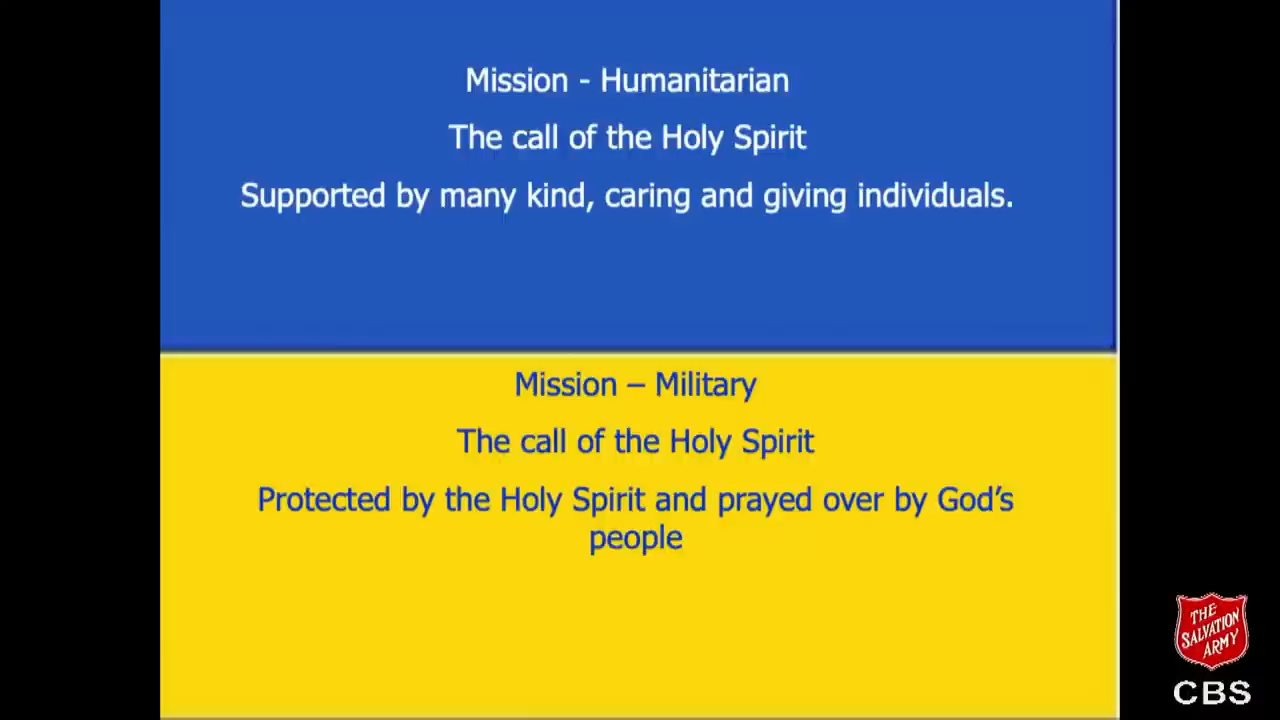 Mission - Humanitarian
The call of the Holy Spirit
Supported by many kind, caring and giving individuals.
Mission – Military
The call of the Holy Spirit
Protected by the Holy Spirit and prayed over by God’s
people
THE
SALVATION
ARMY
CBS